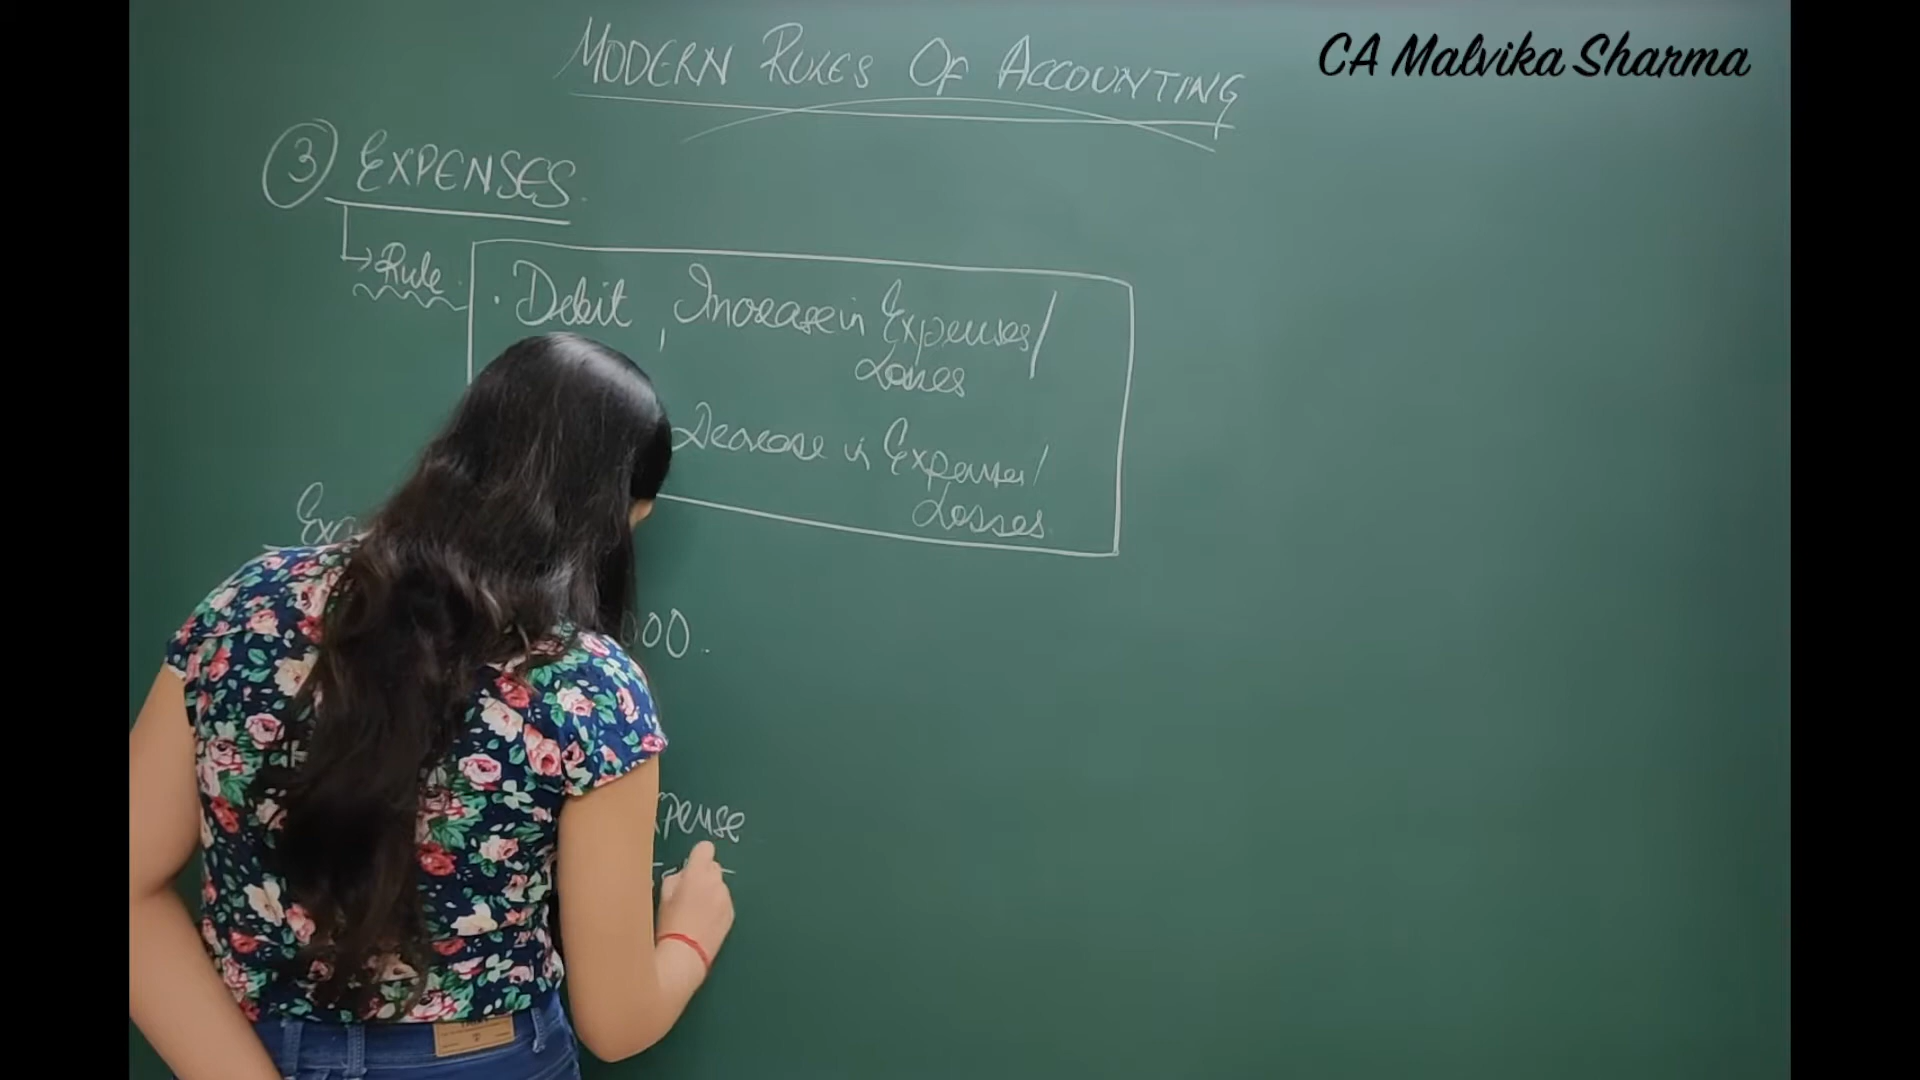 MODERN RULES OF ACCOUNTING
CA Malvika Sharma
3 EXPENSES.
Rule
Debit, Increase in Expenses/
Losses
Decrease in Expenses/
Losses
00.